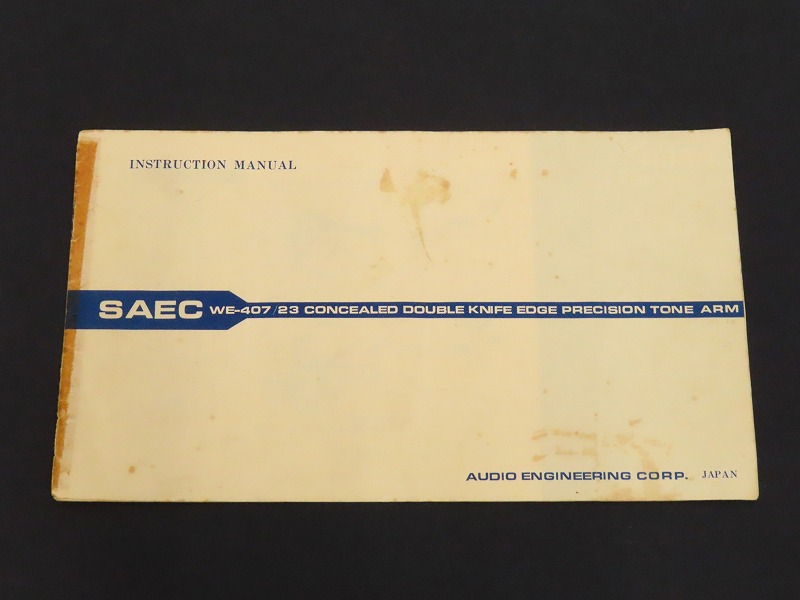 INSTRUCTION MANUAL
SAEC WE-407/23 CONCEALED DOUBLE KNIFE EDGE PRECISION TONE ARM
AUDIO ENGINEERING CORP. JAPAN